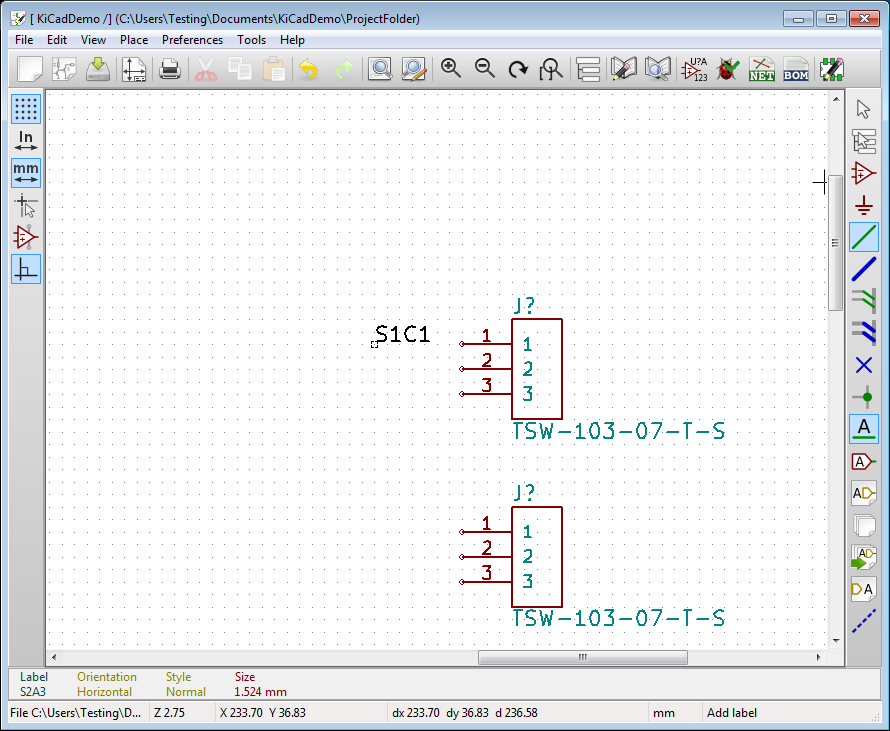 [ KiCadDemo /] (C:\Users\Testing\Documents\KiCadDemo\ProjectFolder)
File Edit View Place Preferences Tools Help
U?A
123
NET
BOM
In
mm
J?
S1C1
1 1
2 2
3 3
TSW-103-07-T-S
J?
1 1
2 2
3 3
TSW-103-07-T-S
A
A
AD
AD
DA
Label Orientation Style Size
S2A3 Horizontal Normal 1.524 mm
File C:\Users\Testing\D... Z 2.75 X 233.70 Y 36.83 dx 233.70 dy 36.83 d 236.58 mm Add label